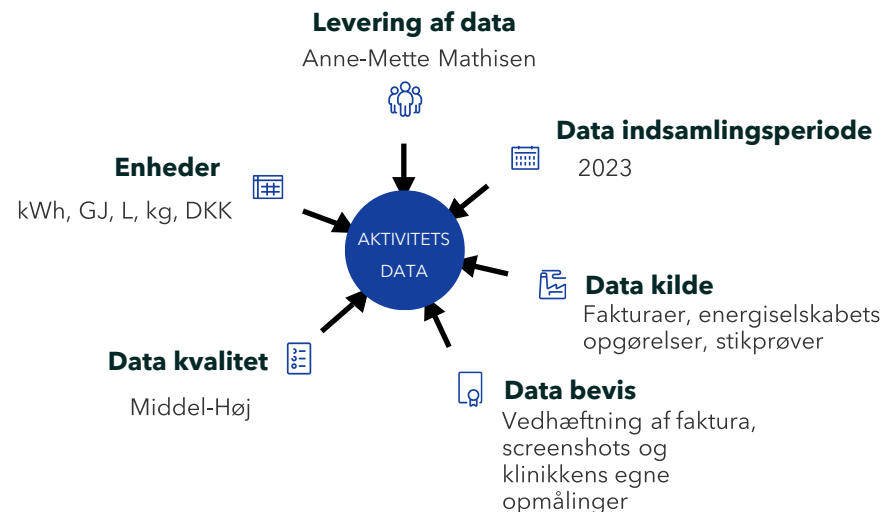 Levering af data
Anne-Mette Mathisen
Data indsamlingsperiode
2023
Enheder
kWh, GJ, L, kg, DKK
AKTIVITETS
DATA
Data kilde
Fakturaer, energiselskabets
opgørelser, stikprøver
Data kvalitet
Middel-Høj
Data bevis
Vedhæftning af faktura,
screenshots og
klinikkens egne
opmålinger